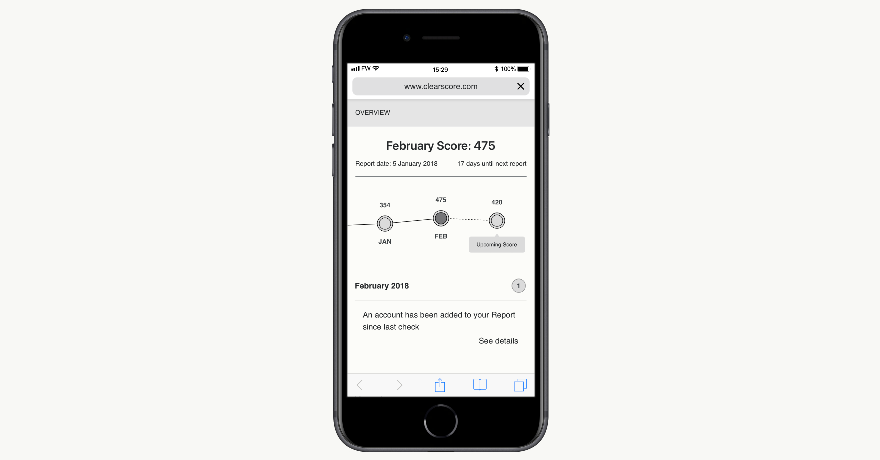 FW 15:29 100%
www.clearscore.com
OVERVIEW
February Score: 475
Report date: 5 January 2018 17 days until next report
354 475 420
JAN FEB
Upcoming Score
February 2018 1
An account has been added to your Report
since last check
See details